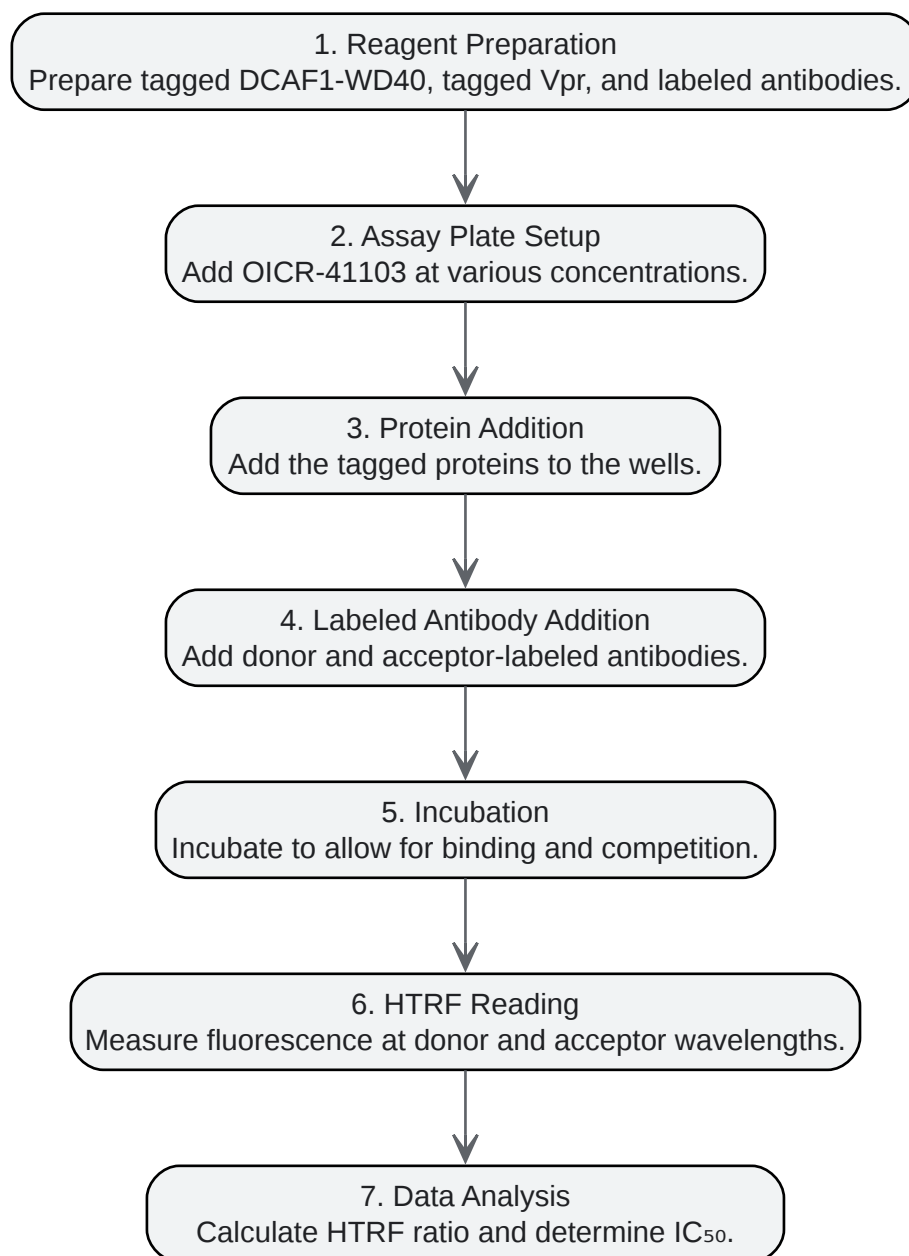 1. Reagent Preparation
Prepare tagged DCAF1-WD40, tagged Vpr, and labeled antibodies.
2. Assay Plate Setup
Add OICR-41103 at various concentrations.
3. Protein Addition
Add the tagged proteins to the wells.
4. Labeled Antibody Addition
Add donor and acceptor-labeled antibodies.
5. Incubation
Incubate to allow for binding and competition.
6. HTRF Reading
Measure fluorescence at donor and acceptor wavelengths.
7. Data Analysis
Calculate HTRF ratio and determine IC₅₀.